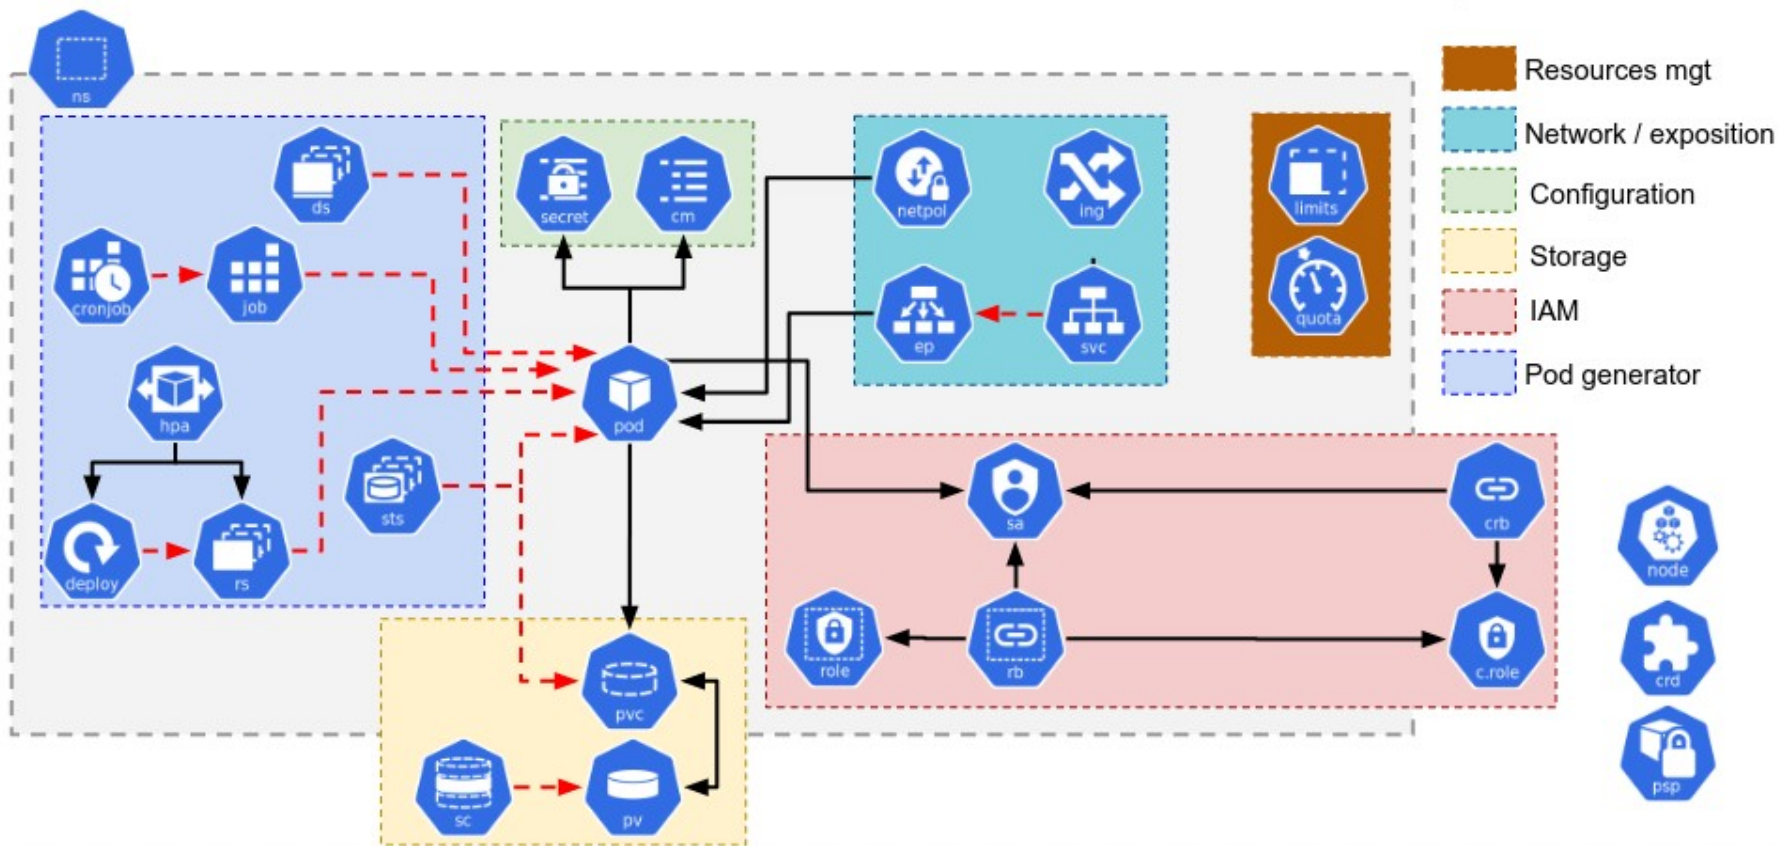 ns
ds
cronjob
job
hpa
deploy
rs
sts
secret
cm
pod
netpol
ing
ep
svc
limits
quota
sa
crb
role
rb
c.role
pvc
sc
pv
Resources mgt
Network / exposition
Configuration
Storage
IAM
Pod generator
node
crd
psp